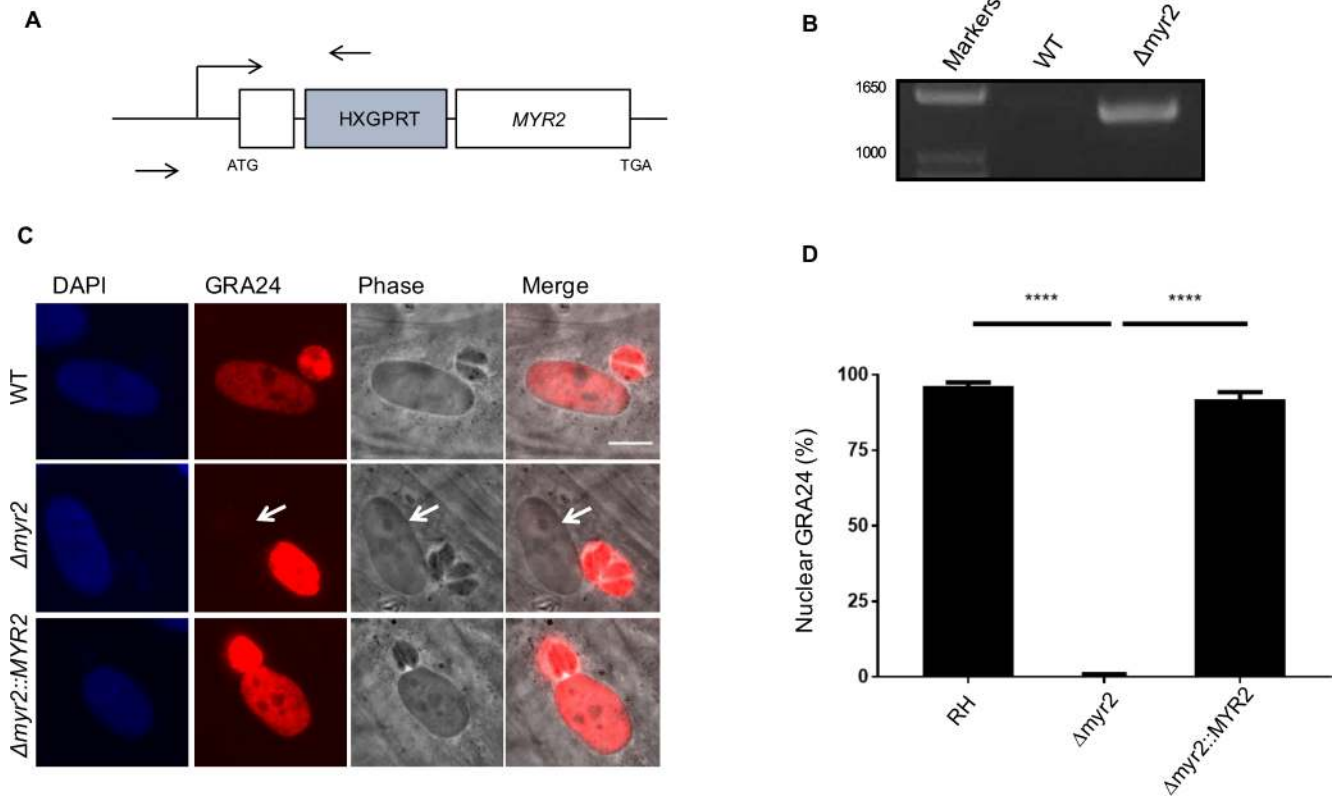 A
HXGPRT
MYR2
ATG
TGA
B
Markers
WT
Δmyr2
1650
1000
C
DAPI
GRA24
Phase
Merge
WT
Δmyr2
Δmyr2::MYR2
D
**** ****
Nuclear GRA24 (%)
100
75
50
25
0
RH
Δmyr2
Δmyr2::MYR2